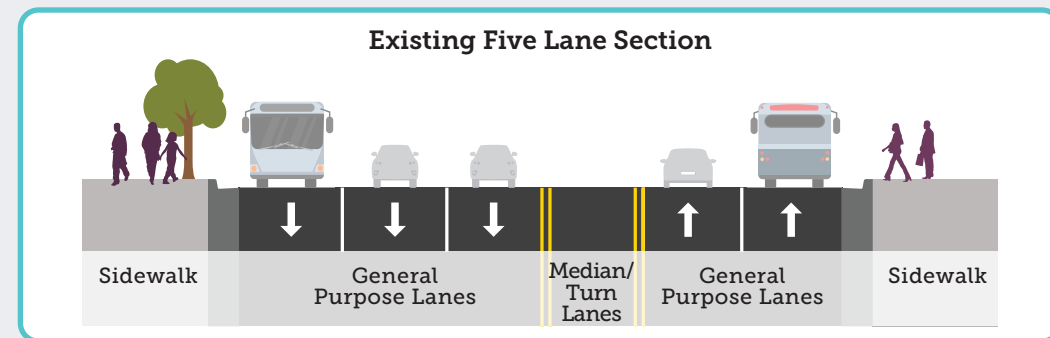 Existing Five Lane Section
Sidewalk
General
Purpose Lanes
Median/
Turn
Lanes
General
Purpose Lanes
Sidewalk